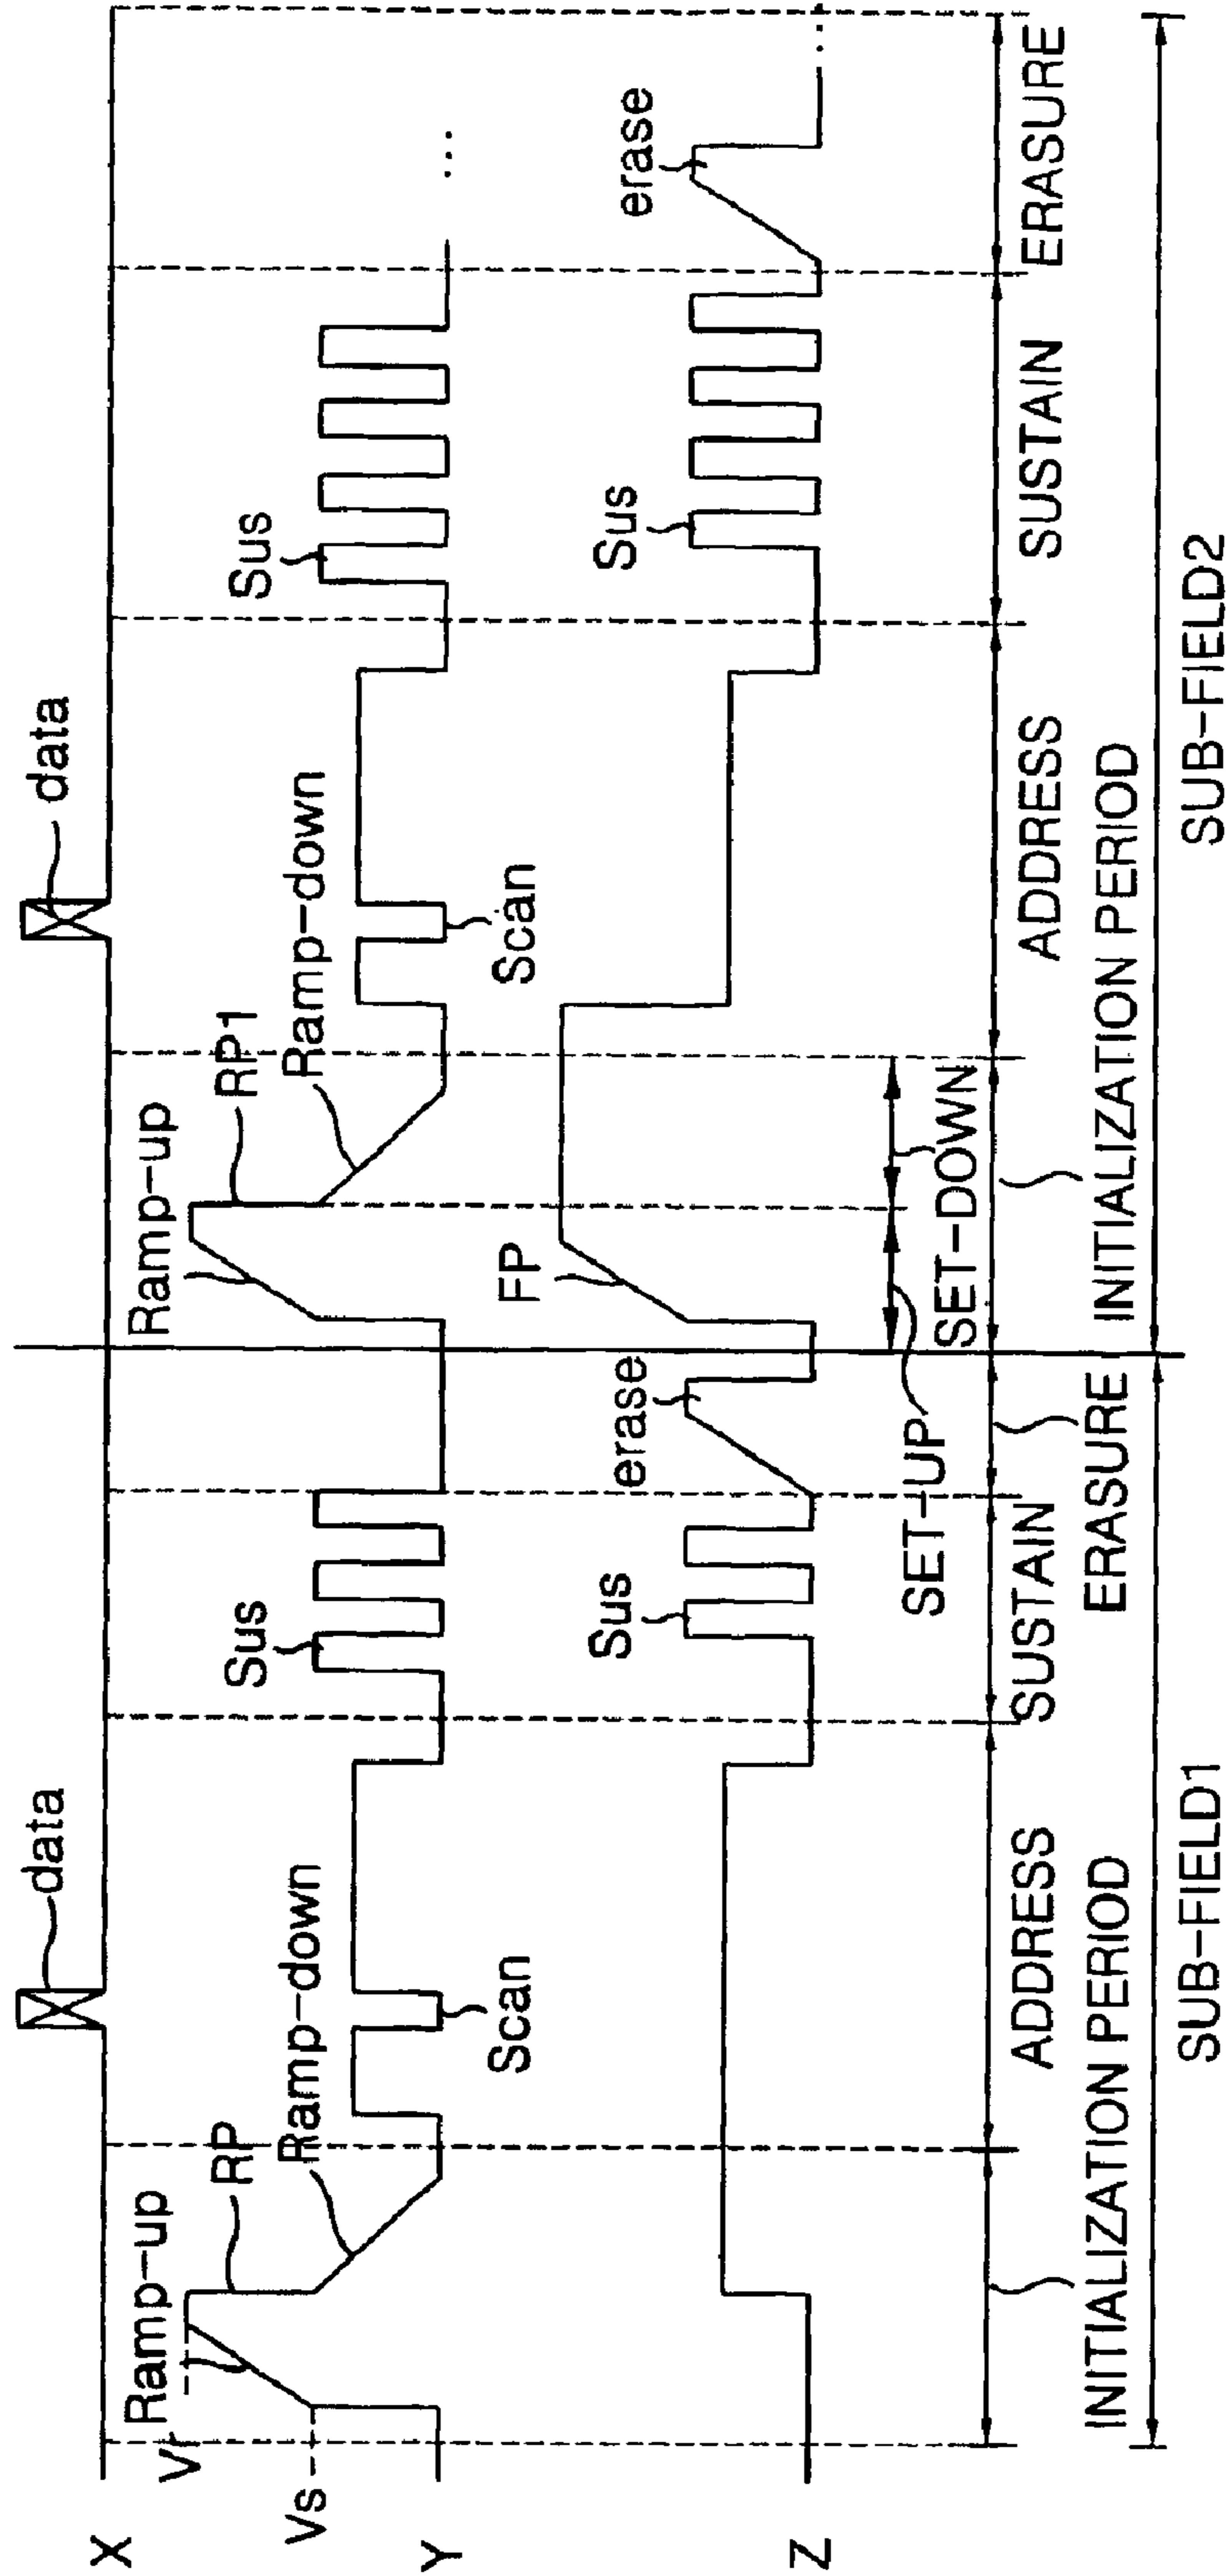 X
data
data
Vr
Ramp-up
RP
Ramp-down
Vs
Y
Scan
Sus
Ramp-up
RP1
Ramp-down
Scan
Sus
Z
Sus
erase
FP
Sus
erase
SET-UP
SET-DOWN
INITIALIZATION PERIOD
ADDRESS
SUSTAIN
ERASURE
INITIALIZATION PERIOD
ADDRESS
SUSTAIN
ERASURE
SUB-FIELD1
SUB-FIELD2